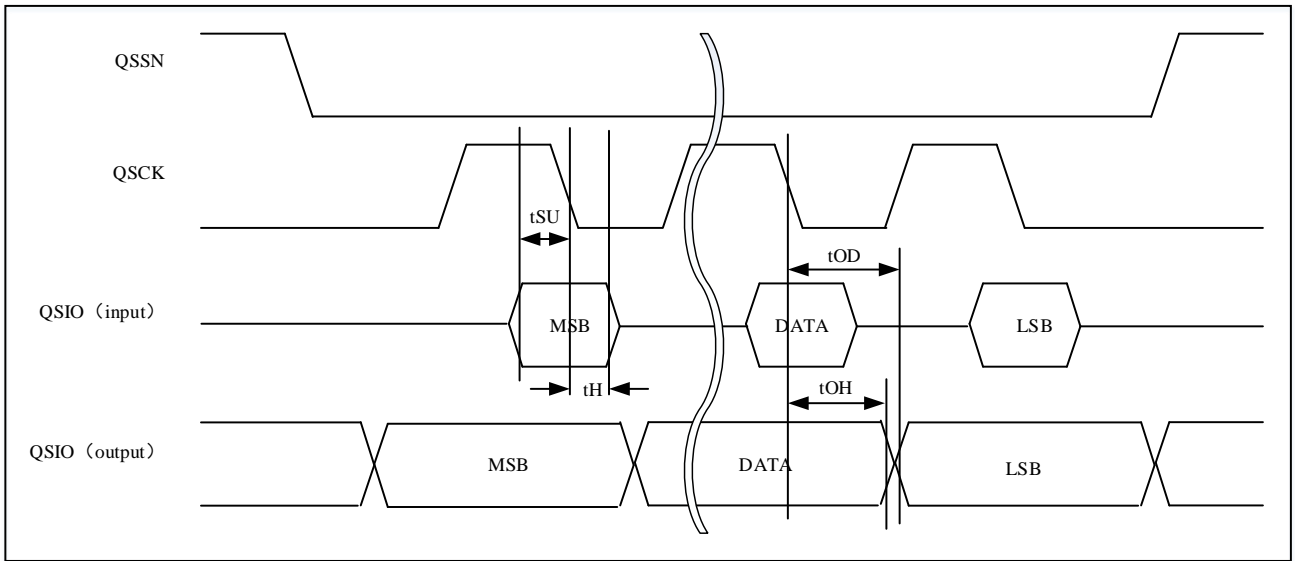 QSSN
QSCK
tSU
tOD
QSIO（input）
MSB
DATA
LSB
tH
tOH
QSIO（output）
MSB
DATA
LSB